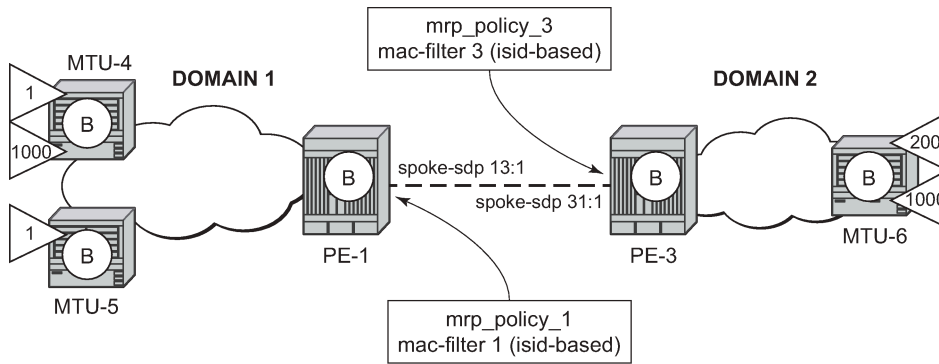 mrp_policy_3
mac-filter 3 (isid-based)
MTU-4
DOMAIN 1
DOMAIN 2
1
B
1000
200
B
1000
B
spoke-sdp 13:1
spoke-sdp 31:1
B
1
B
PE-1
PE-3
MTU-6
MTU-5
mrp_policy_1
mac-filter 1 (isid-based)